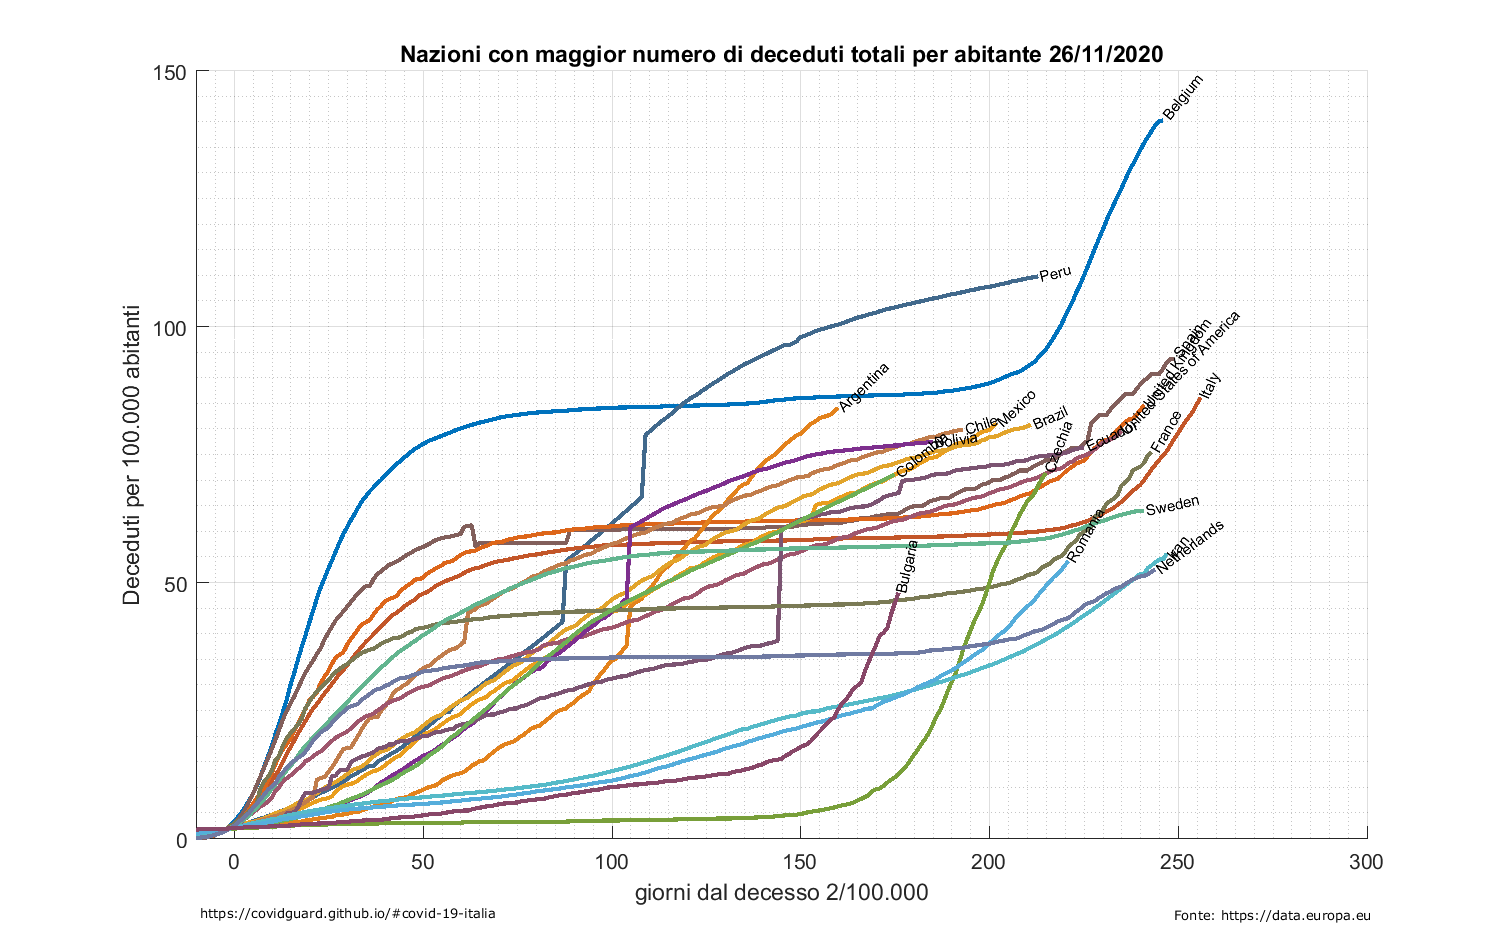 Nazioni con maggior numero di deceduti totali per abitante 26/11/2020
150
100
50
0
Deceduti per 100.000 abitanti
Belgium
Peru
Spain
United Kingdom
United States of America
Italy
Argentina
Chile
Mexico
Brazil
Bolivia
Colombia
Ecuador
Czechia
France
Sweden
Romania
Iran
Netherlands
Bulgaria
0
50
100
150
200
250
300
giorni dal decesso 2/100.000
https://covidguard.github.io/#covid-19-italia
Fonte: https://data.europa.eu